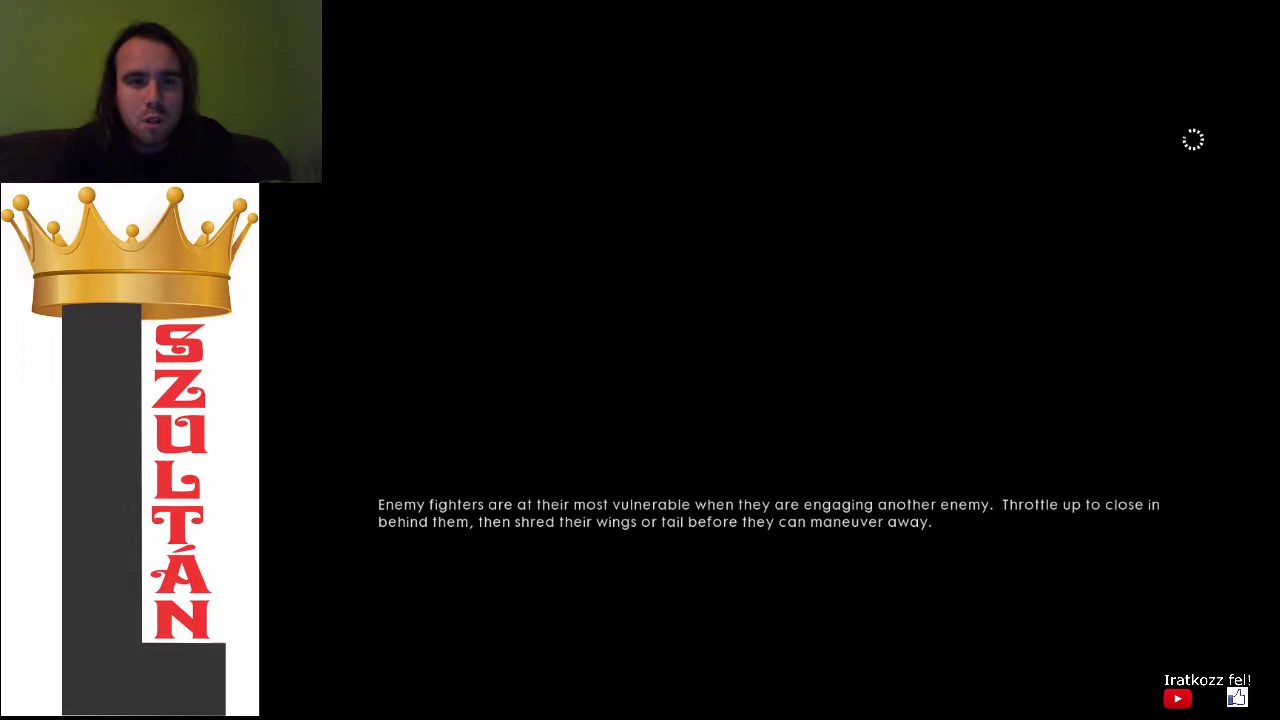 SZULTÁN
Enemy fighters are at their most vulnerable when they are engaging another enemy.  Throttle up to close in
behind them, then shred their wings or tail before they can maneuver away.
Iratkozz fel!